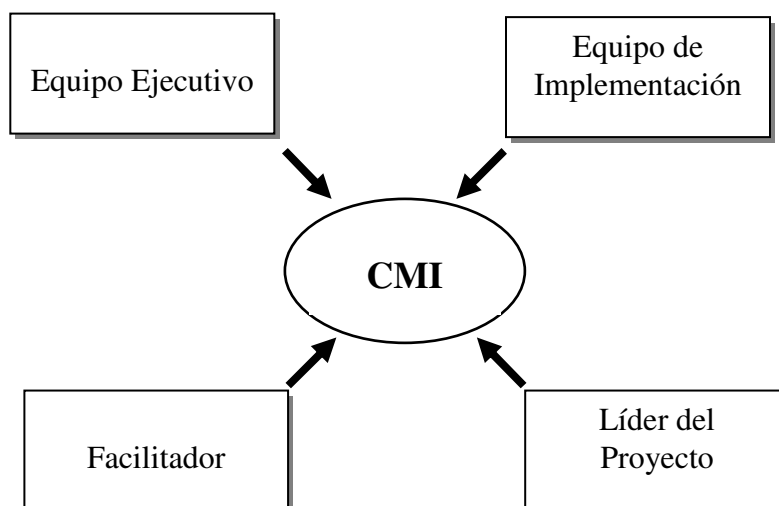 Equipo Ejecutivo
Equipo de
Implementación
CMI
Facilitador
Líder del
Proyecto